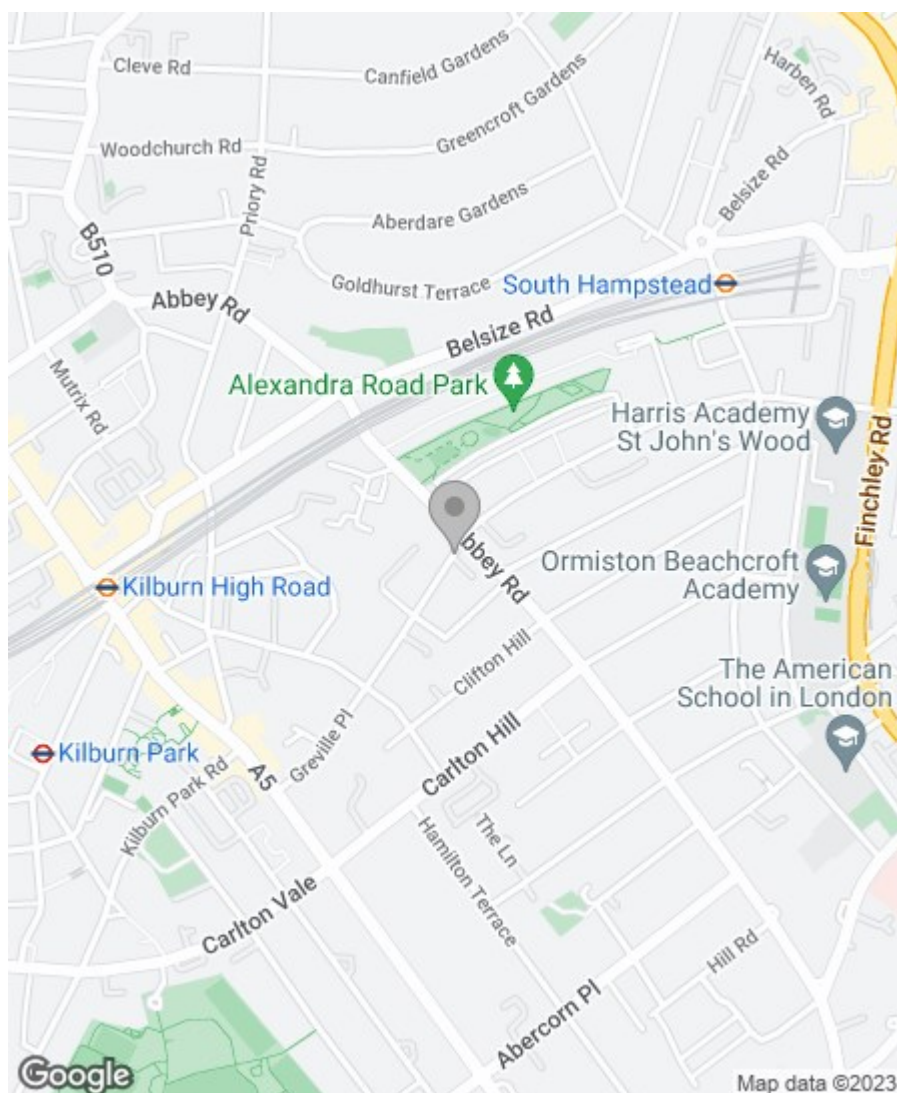 Cleve Rd
Canfield Gardens
Harben Rd
Greencroft Gardens
Woodchurch Rd
Priory Rd
Belsize Rd
Aberdare Gardens
B510
Goldhurst Terrace
South Hampstead
Abbey Rd
Belsize Rd
Mutrix Rd
Alexandra Road Park
Harris Academy
St John's Wood
Finchley Rd
Abbey Rd
Ormiston Beachcroft
Academy
Kilburn High Road
Clifton Hill
The American
School in London
Kilburn Park
Greville Pl
Carlton Hill
A5
Kilburn Park Rd
The Ln
Hamilton Terrace
Carlton Vale
Hill Rd
Abercorn Pl
Google
Map data ©2023